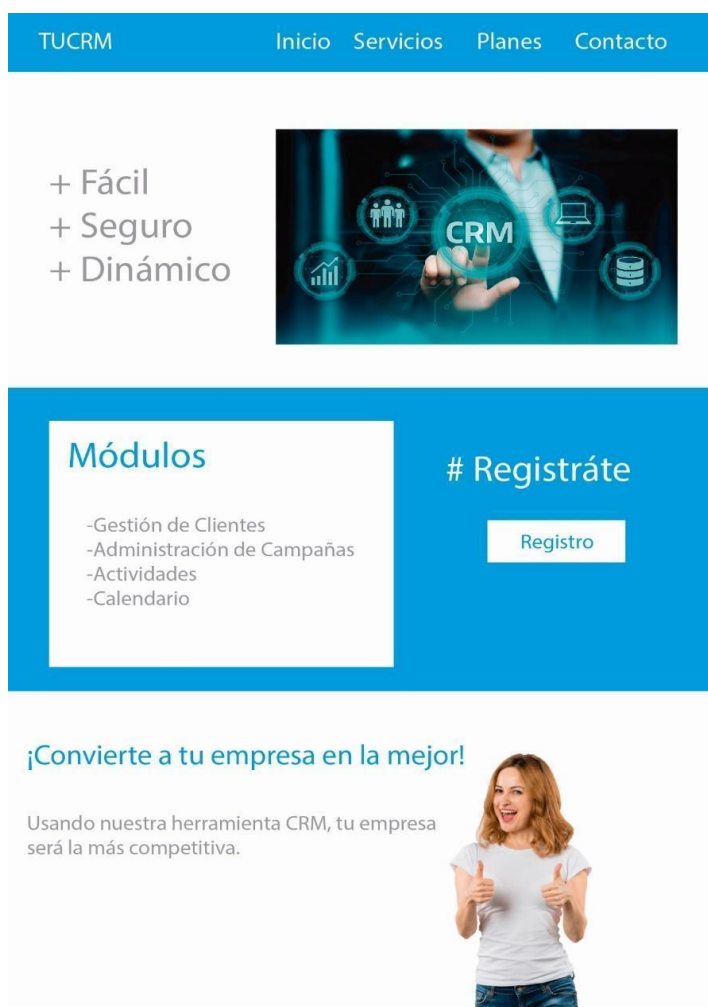 TUCRM Inicio Servicios Planes Contacto
+ Fácil
+ Seguro
+ Dinámico
CRM
Módulos
-Gestión de Clientes
-Administración de Campañas
-Actividades
-Calendario
# Registráte
Registro
¡Convierte a tu empresa en la mejor!
Usando nuestra herramienta CRM, tu empresa
será la más competitiva.